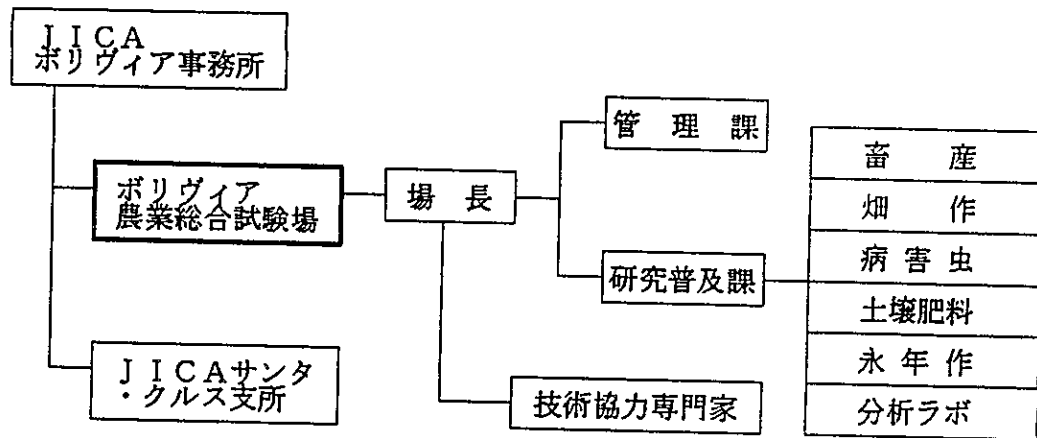 JICA
ボリヴィア事務所
ボリヴィア
農業総合試験場
JICAサンタ
・クルス支所
場長
管理課
研究普及課
技術協力専門家
畜産
畑作
病害虫
土壌肥料
永年作
分析ラボ